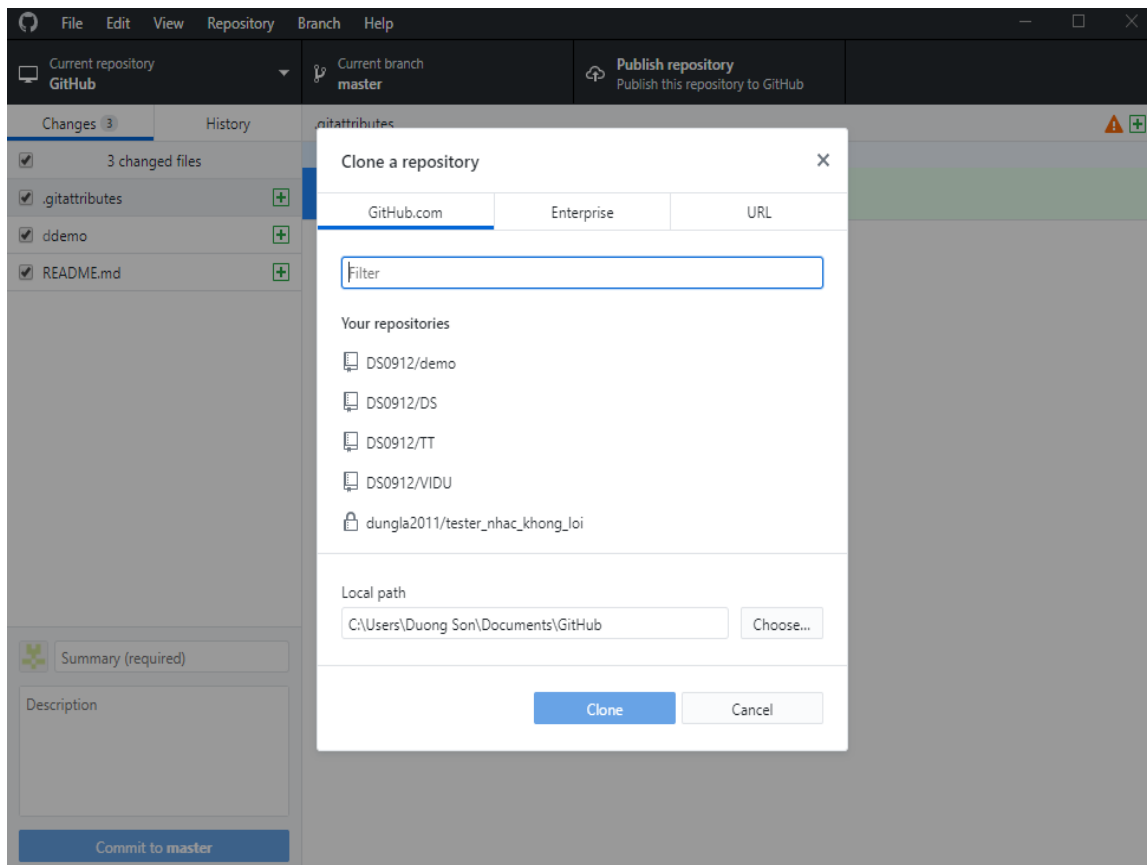 File Edit View Repository Branch Help
Current repository
GitHub
Current branch
master
Publish repository
Publish this repository to GitHub
Changes 3 History
3 changed files
.gitattributes
ddemo
README.md
Summary (required)
Description
Commit to master
.gitattributes
Clone a repository
GitHub.com Enterprise URL
Filter
Your repositories
DS0912/demo
DS0912/DS
DS0912/TT
DS0912/VIDU
dungla2011/tester_nhac_khong_loi
Local path
C:\Users\Duong Son\Documents\GitHub Choose...
Clone Cancel